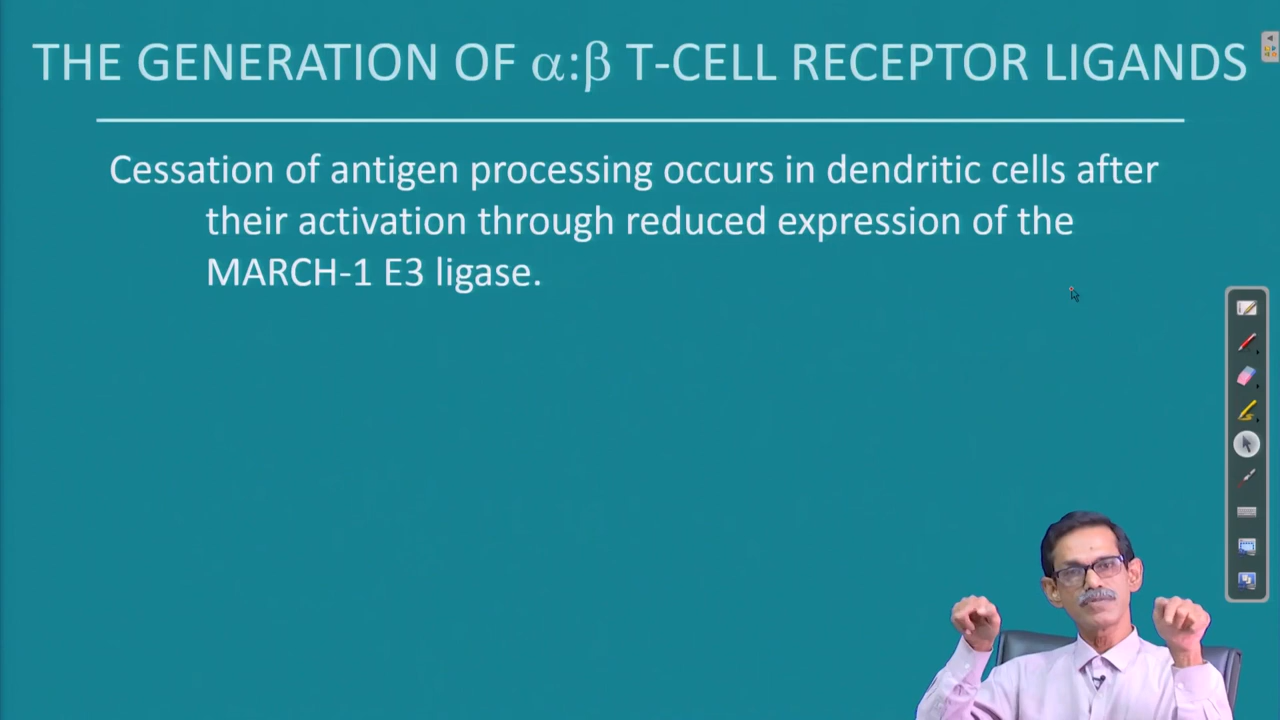 THE GENERATION OF α:β T-CELL RECEPTOR LIGANDS
Cessation of antigen processing occurs in dendritic cells after
their activation through reduced expression of the
MARCH-1 E3 ligase.